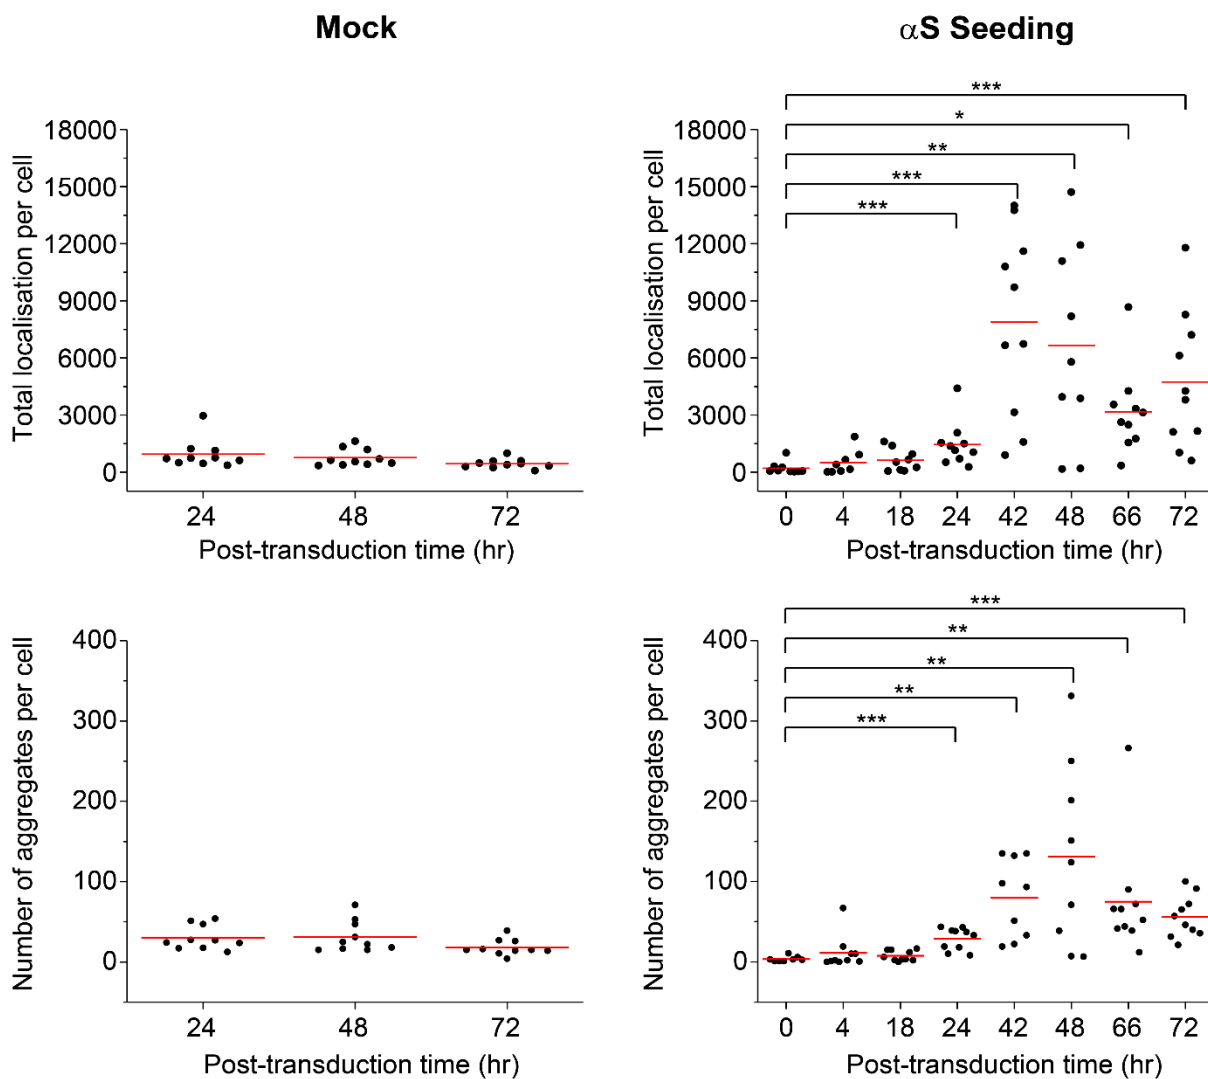 Mock
Total localisation per cell
18000
15000
12000
9000
6000
3000
0
24 48 72
Post-transduction time (hr)
αS Seeding
Total localisation per cell
***
*
**
***
***
18000
15000
12000
9000
6000
3000
0
0 4 18 24 42 48 66 72
Post-transduction time (hr)
Number of aggregates per cell
400
300
200
100
0
24 48 72
Post-transduction time (hr)
Number of aggregates per cell
***
**
**
**
***
400
300
200
100
0
0 4 18 24 42 48 66 72
Post-transduction time (hr)